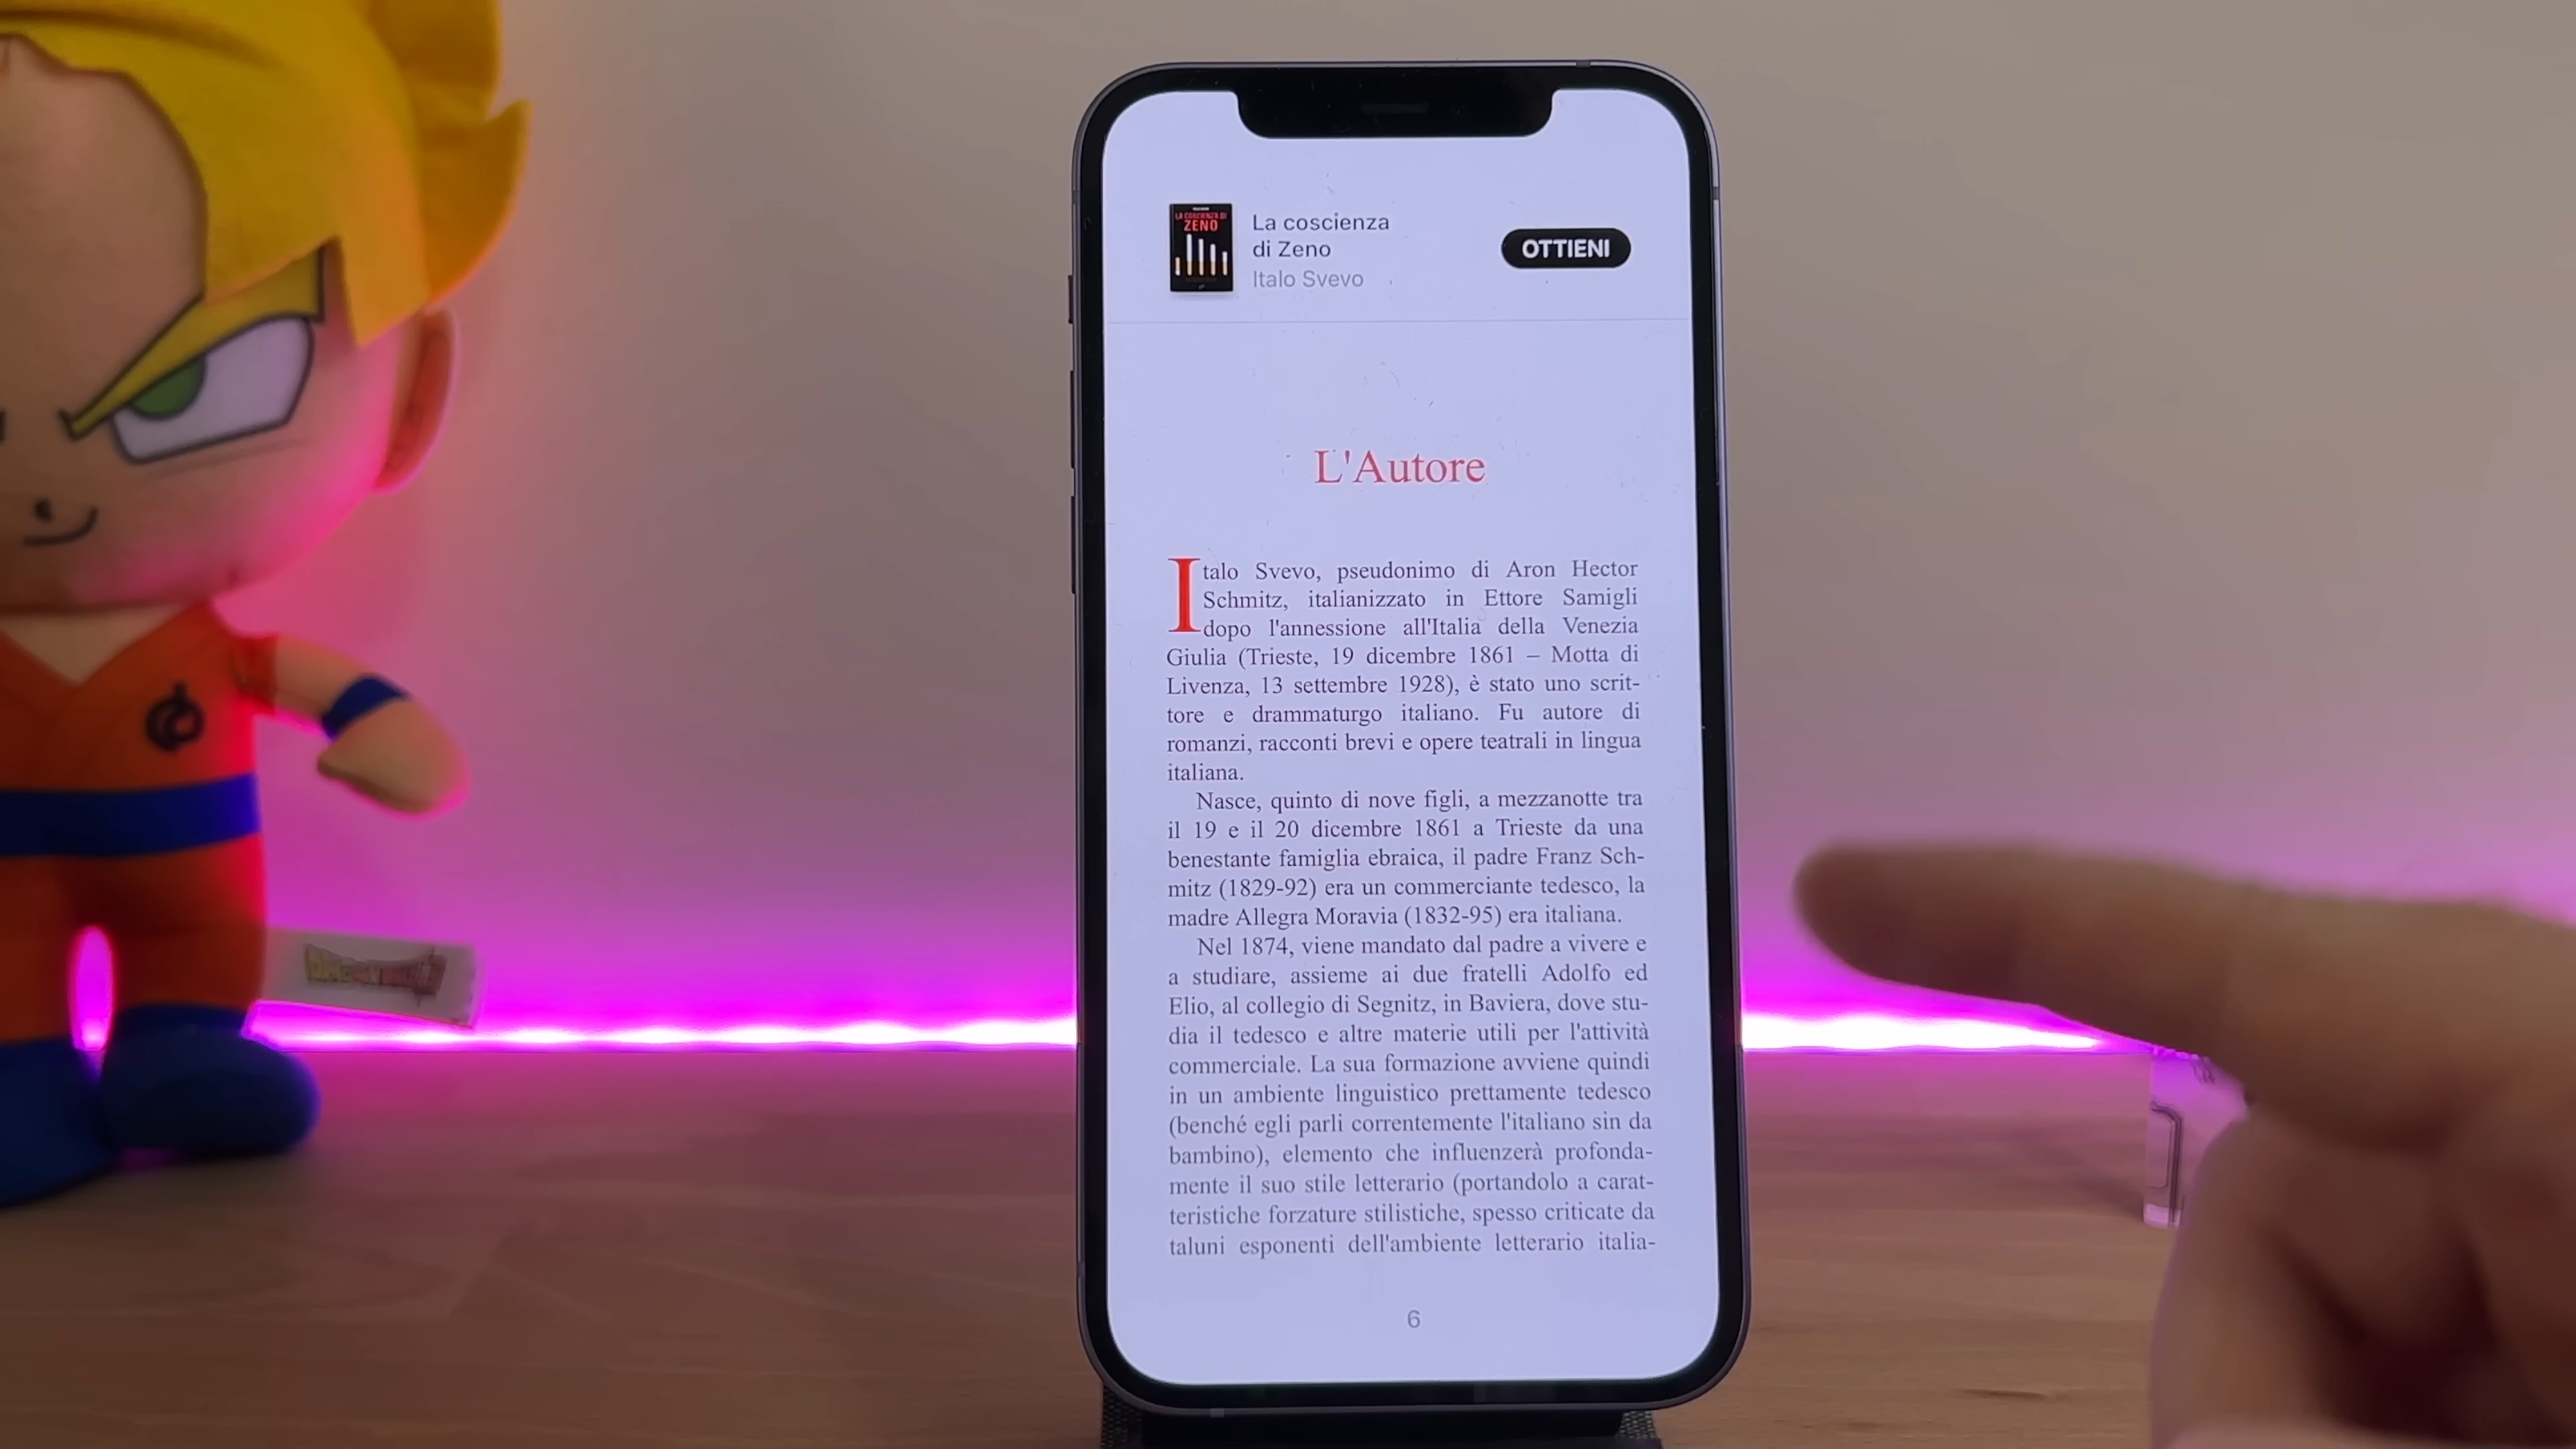 LA COSCIENZA DI
ZENO
La coscienza
di Zeno
Italo Svevo
OTTIENI
L'Autore
Italo Svevo, pseudonimo di Aron Hector
Schmitz, italianizzato in Ettore Samigli
dopo l'annessione all'Italia della Venezia
Giulia (Trieste, 19 dicembre 1861 – Motta di
Livenza, 13 settembre 1928), è stato uno scrit-
tore e drammaturgo italiano. Fu autore di
romanzi, racconti brevi e opere teatrali in lingua
italiana.
Nasce, quinto di nove figli, a mezzanotte tra
il 19 e il 20 dicembre 1861 a Trieste da una
benestante famiglia ebraica, il padre Franz Sch-
mitz (1829-92) era un commerciante tedesco, la
madre Allegra Moravia (1832-95) era italiana.
Nel 1874, viene mandato dal padre a vivere e
a studiare, assieme ai due fratelli Adolfo ed
Elio, al collegio di Segnitz, in Baviera, dove stu-
dia il tedesco e altre materie utili per l'attività
commerciale. La sua formazione avviene quindi
in un ambiente linguistico prettamente tedesco
(benché egli parli correntemente l'italiano sin da
bambino), elemento che influenzerà profonda-
mente il suo stile letterario (portandolo a carat-
teristiche forzature stilistiche, spesso criticate da
taluni esponenti dell'ambiente letterario italia-
6